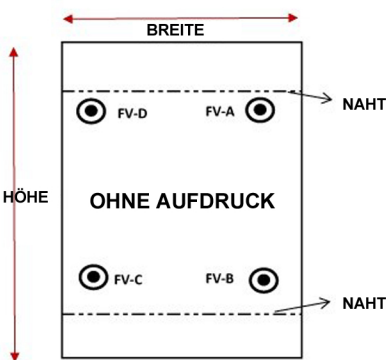 BREITE
NAHT
FV-D
FV-A
HÖHE
OHNE AUFDRUCK
FV-C
FV-B
NAHT